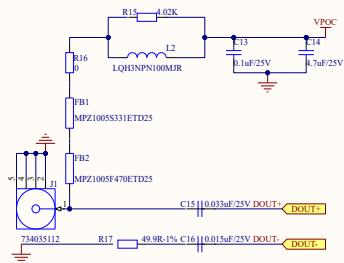 R15 4.02K
VPOC
L2
LQH3NPN100MJR
C13
0.1uF/25V
C14
4.7uF/25V
R16
0
FB1
MPZ1005S331ETD25
FB2
MPZ1005F470ETD25
5
4
3
2
J1
1
734035112
C15 0.033uF/25V DOUT+
DOUT+
R17 49.9R-1% C16 0.015uF/25V DOUT-
DOUT-